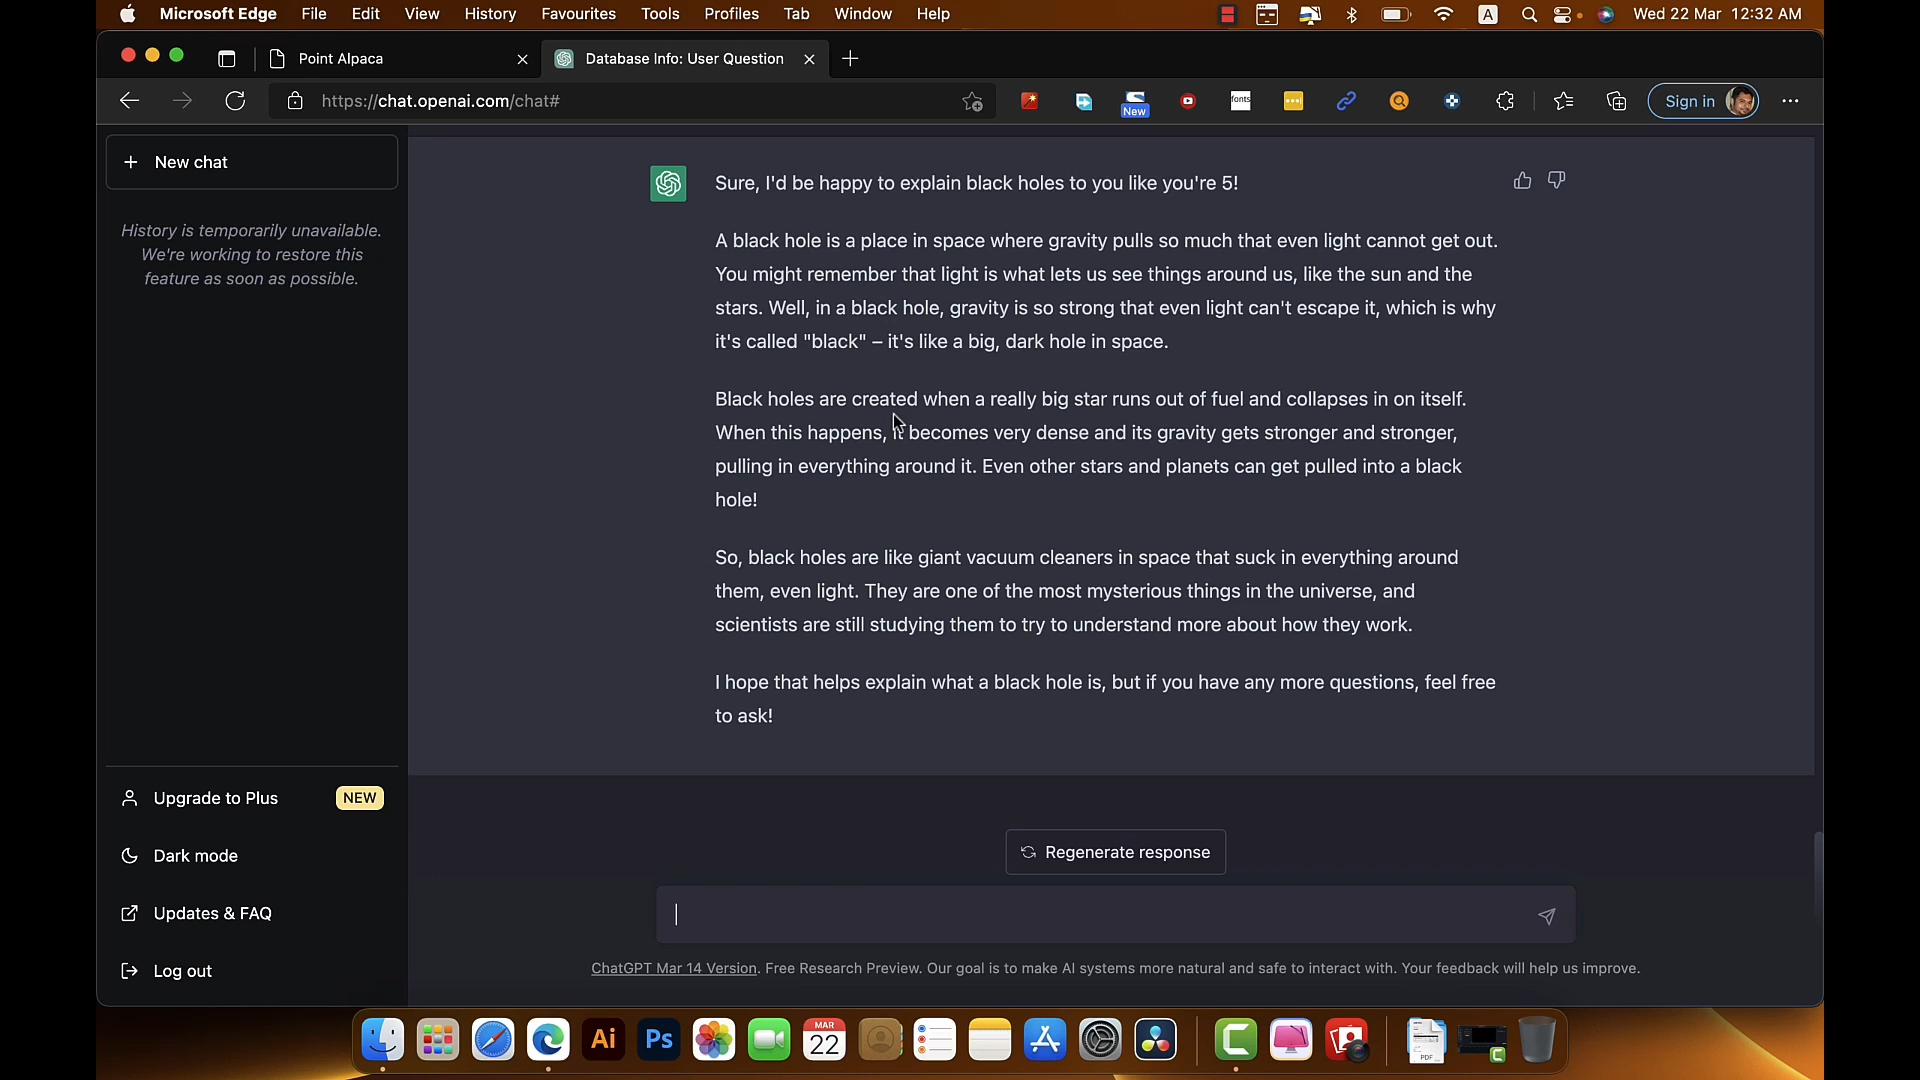 Microsoft Edge File Edit View History Favourites Tools Profiles Tab Window Help A Wed 22 Mar 12:32 AM
Point Alpaca Database Info: User Question
https://chat.openai.com/chat# New fonts Sign in
New chat
History is temporarily unavailable.
We're working to restore this
feature as soon as possible.
Sure, I'd be happy to explain black holes to you like you're 5!
A black hole is a place in space where gravity pulls so much that even light cannot get out.
You might remember that light is what lets us see things around us, like the sun and the
stars. Well, in a black hole, gravity is so strong that even light can't escape it, which is why
it's called "black" – it's like a big, dark hole in space.
Black holes are created when a really big star runs out of fuel and collapses in on itself.
When this happens, it becomes very dense and its gravity gets stronger and stronger,
pulling in everything around it. Even other stars and planets can get pulled into a black
hole!
So, black holes are like giant vacuum cleaners in space that suck in everything around
them, even light. They are one of the most mysterious things in the universe, and
scientists are still studying them to try to understand more about how they work.
I hope that helps explain what a black hole is, but if you have any more questions, feel free
to ask!
Upgrade to Plus NEW
Dark mode
Updates & FAQ
Log out
Regenerate response
ChatGPT Mar 14 Version. Free Research Preview. Our goal is to make AI systems more natural and safe to interact with. Your feedback will help us improve.
Ai Ps MAR 22 PDF